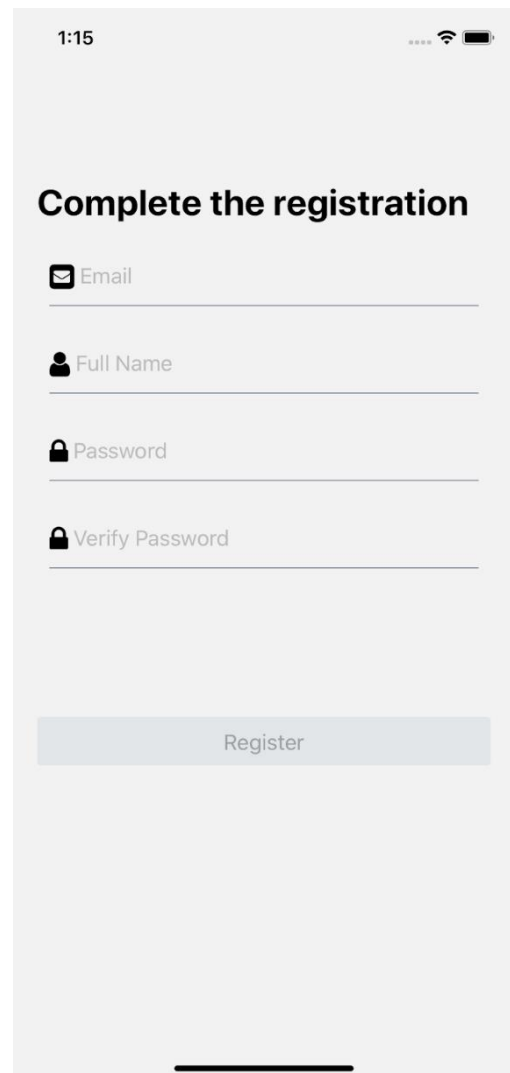 1:15
Complete the registration
Email
Full Name
Password
Verify Password
Register